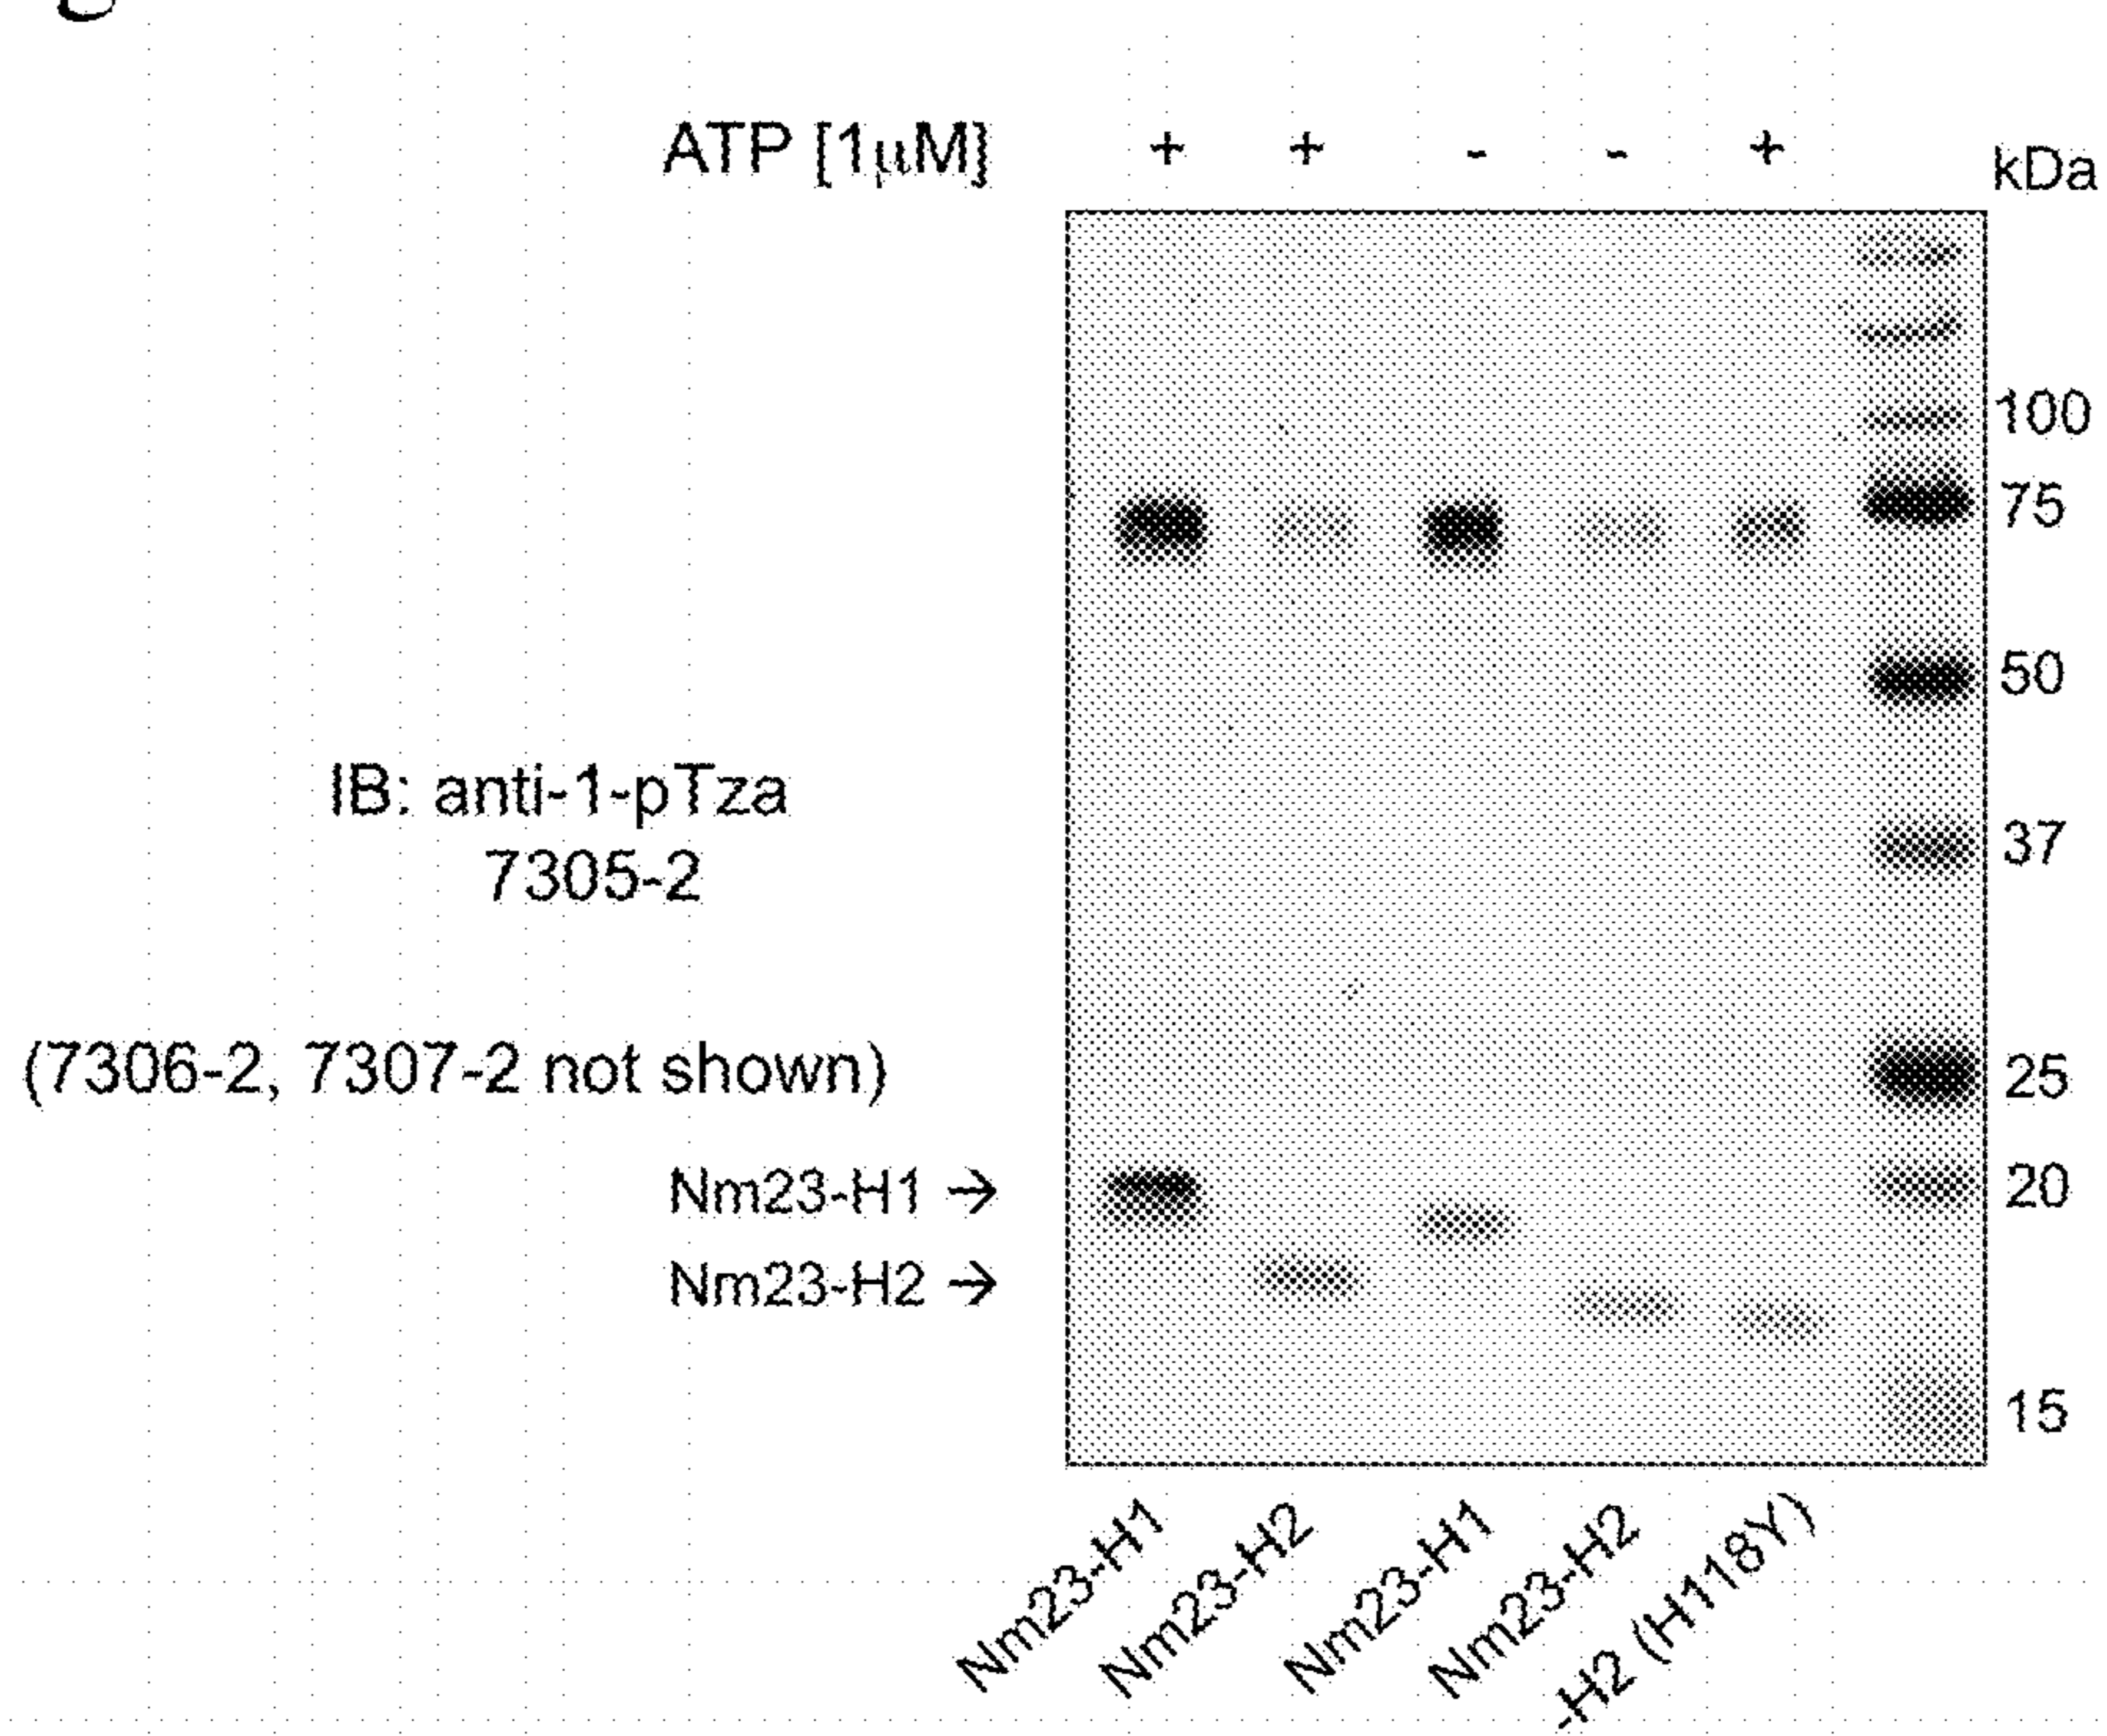 ATP [1μM] + + - - + kDa
100
75
50
IB: anti-1-pTza
7305-2
37
(7306-2, 7307-2 not shown)
25
Nm23-H1 →
20
Nm23-H2 →
15
Nm23-H1
Nm23-H2
Nm23-H1
Nm23-H2
-H2 (H118Y)